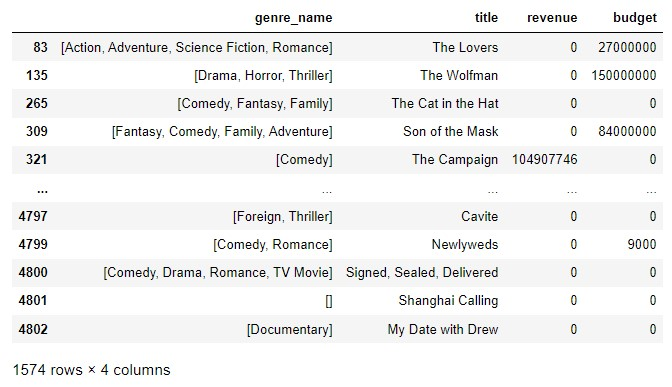 genre_name title revenue budget
83 [Action, Adventure, Science Fiction, Romance] The Lovers 0 27000000
135 [Drama, Horror, Thriller] The Wolfman 0 150000000
265 [Comedy, Fantasy, Family] The Cat in the Hat 0 0
309 [Fantasy, Comedy, Family, Adventure] Son of the Mask 0 84000000
321 [Comedy] The Campaign 104907746 0
... ... ... ... ...
4797 [Foreign, Thriller] Cavite 0 0
4799 [Comedy, Romance] Newlyweds 0 9000
4800 [Comedy, Drama, Romance, TV Movie] Signed, Sealed, Delivered 0 0
4801 [] Shanghai Calling 0 0
4802 [Documentary] My Date with Drew 0 0
1574 rows × 4 columns